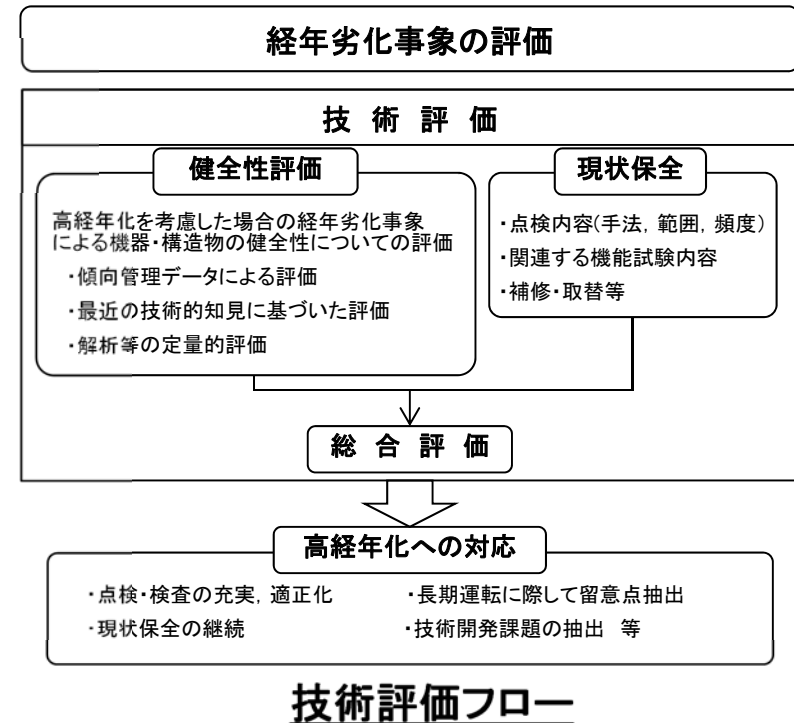 経年劣化事象の評価
技 術 評 価
健全性評価
高経年化を考慮した場合の経年劣化事象
による機器・構造物の健全性についての評価
・傾向管理データによる評価
・最近の技術的知見に基づいた評価
・解析等の定量的評価
現状保全
・点検内容(手法, 範囲, 頻度)
・関連する機能試験内容
・補修・取替等
総 合 評 価
高経年化への対応
・点検・検査の充実, 適正化
・現状保全の継続
・長期運転に際して留意点抽出
・技術開発課題の抽出 等
技術評価フロー